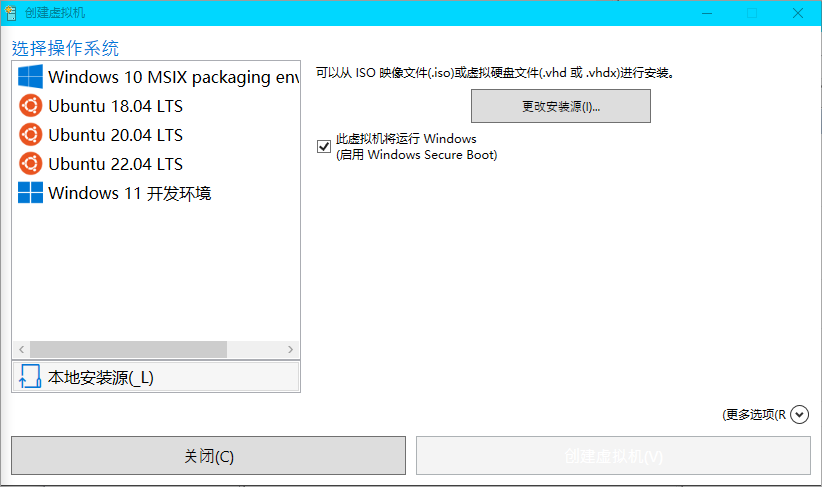 创建虚拟机
选择操作系统
Windows 10 MSIX packaging env
Ubuntu 18.04 LTS
Ubuntu 20.04 LTS
Ubuntu 22.04 LTS
Windows 11 开发环境
本地安装源(_L)
可以从 ISO 映像文件(.iso)或虚拟硬盘文件(.vhd 或 .vhdx)进行安装。
更改安装源(I)...
此虚拟机将运行 Windows
(启用 Windows Secure Boot)
(更多选项(R
关闭(C)
创建虚拟机(V)